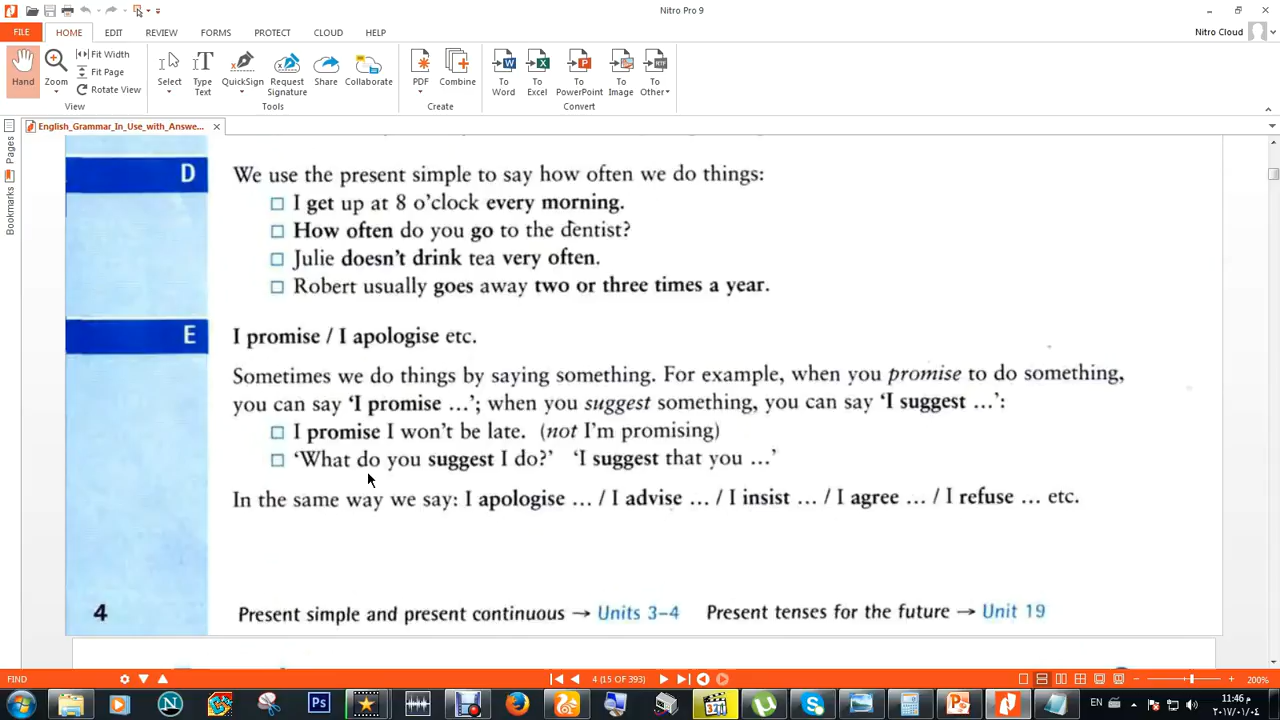 Nitro Pro 9
FILE HOME EDIT REVIEW FORMS PROTECT CLOUD HELP Nitro Cloud
Hand Zoom Fit Width Fit Page Rotate View Select Type Text QuickSign Request Signature Share Collaborate PDF Combine To Word To Excel To PowerPoint To Image To Other
View Tools Create Convert
English_Grammar_In_Use_with_Answe...
Pages
Bookmarks
D
We use the present simple to say how often we do things:
I get up at 8 o'clock every morning.
How often do you go to the dentist?
Julie doesn't drink tea very often.
Robert usually goes away two or three times a year.
E
I promise / I apologise etc.
Sometimes we do things by saying something. For example, when you promise to do something,
you can say 'I promise ...'; when you suggest something, you can say 'I suggest ...':
I promise I won't be late. (not I'm promising)
'What do you suggest I do?' 'I suggest that you ...'
In the same way we say: I apologise ... / I advise ... / I insist ... / I agree ... / I refuse ... etc.
4
Present simple and present continuous → Units 3–4 Present tenses for the future → Unit 19
FIND 4 (15 OF 393) 200%
Ps EN 11:46 م
٢٠١٧/٠١/٠٤